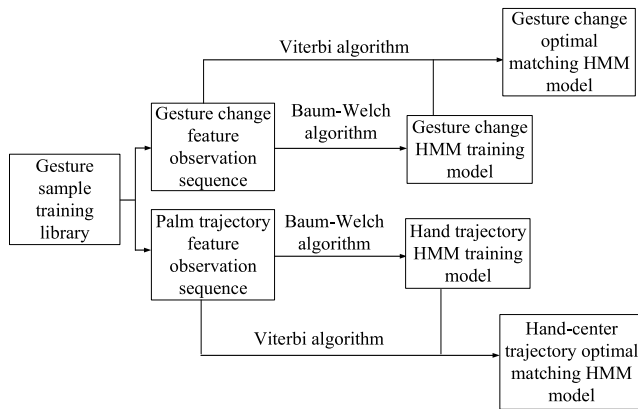 Gesture change
optimal
matching HMM
model
Viterbi algorithm
Gesture change
feature
observation
sequence
Baum-Welch
algorithm
Gesture change
HMM training
model
Gesture
sample
training
library
Palm trajectory
feature
observation
sequence
Baum-Welch
algorithm
Hand trajectory
HMM training
model
Viterbi algorithm
Hand-center
trajectory optimal
matching HMM
model